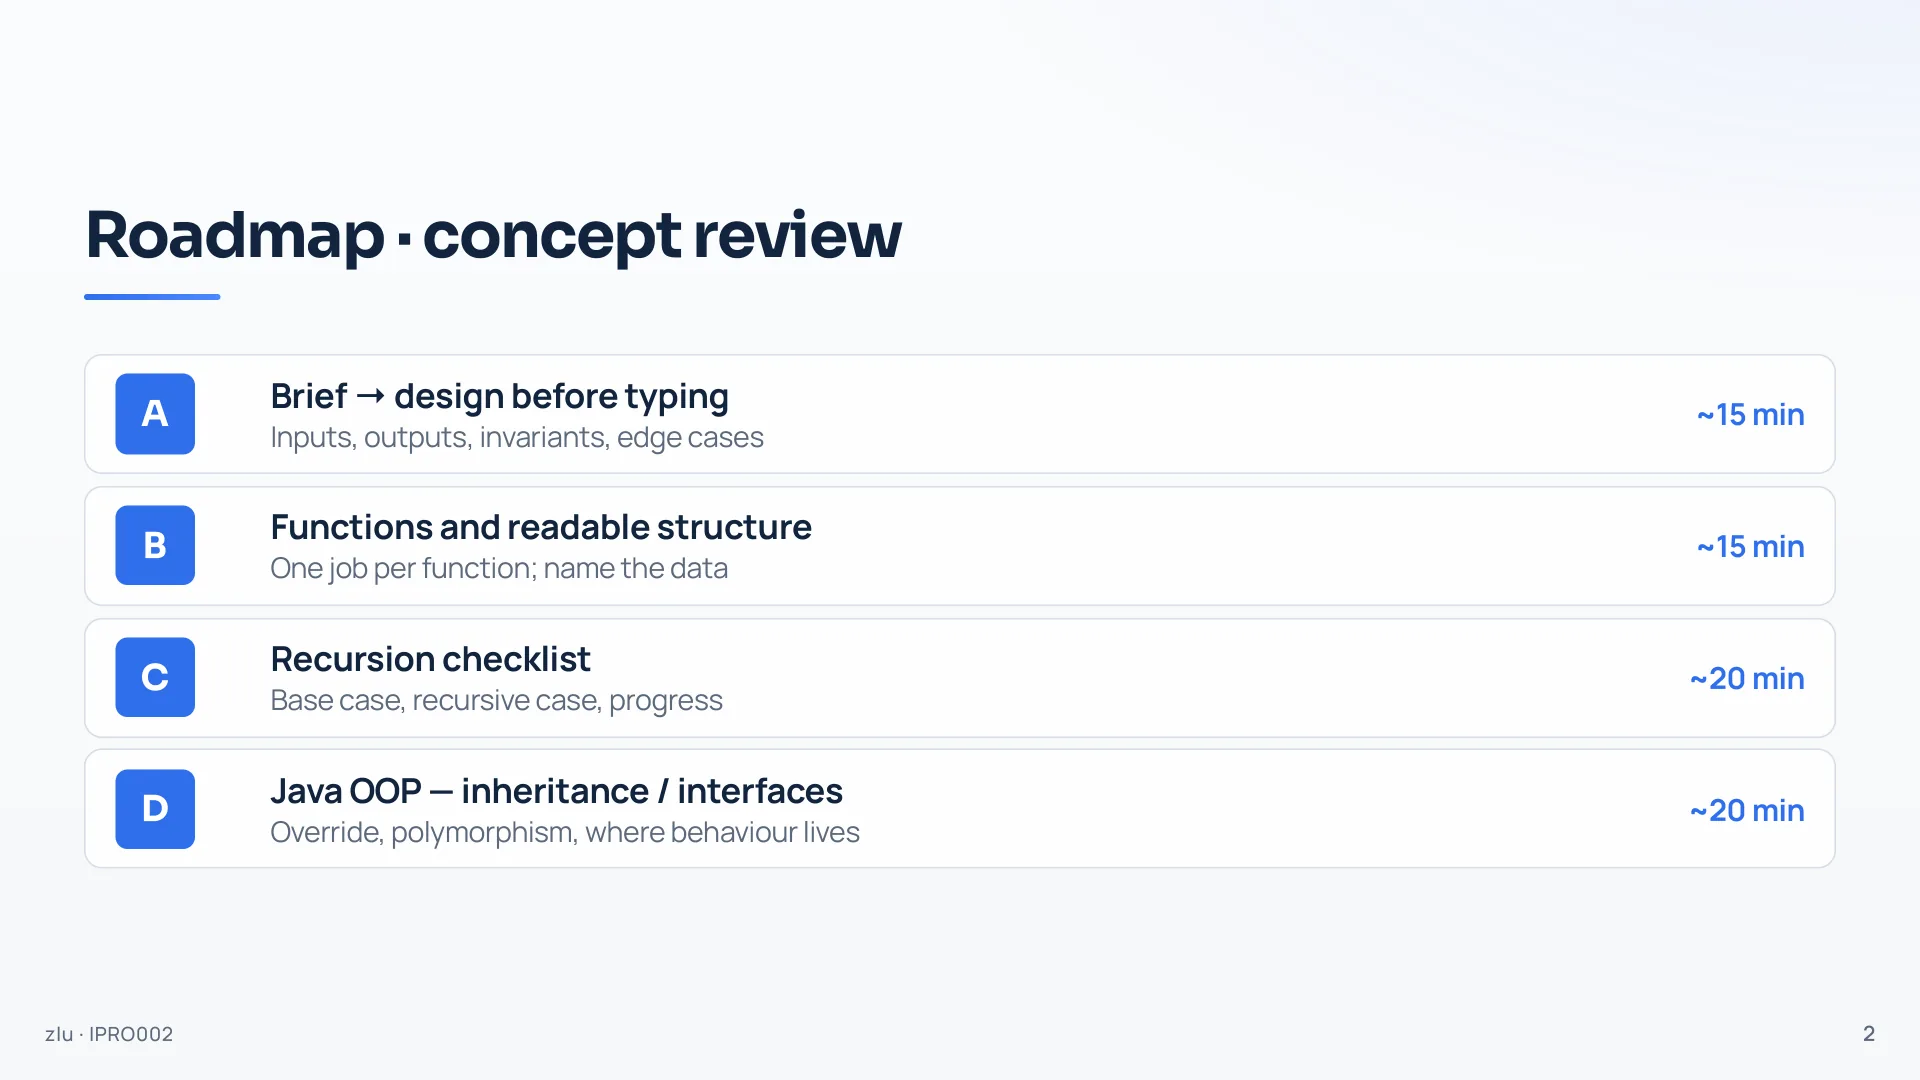 Roadmap · concept review
A
Brief → design before typing
Inputs, outputs, invariants, edge cases
~15 min
B
Functions and readable structure
One job per function; name the data
~15 min
C
Recursion checklist
Base case, recursive case, progress
~20 min
D
Java OOP — inheritance / interfaces
Override, polymorphism, where behaviour lives
~20 min
zlu · IPRO002
2